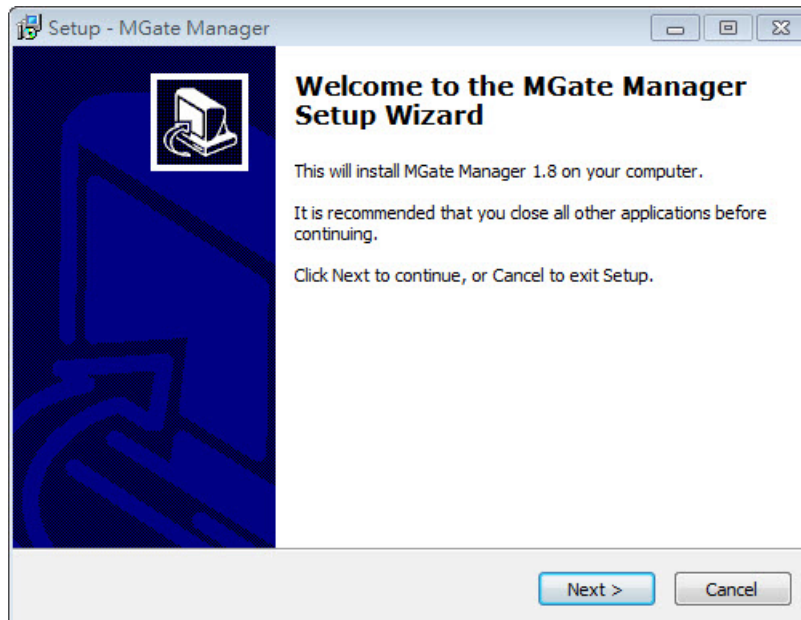 Setup - MGate Manager
Welcome to the MGate Manager
Setup Wizard
This will install MGate Manager 1.8 on your computer.
It is recommended that you close all other applications before
continuing.
Click Next to continue, or Cancel to exit Setup.
Next >
Cancel